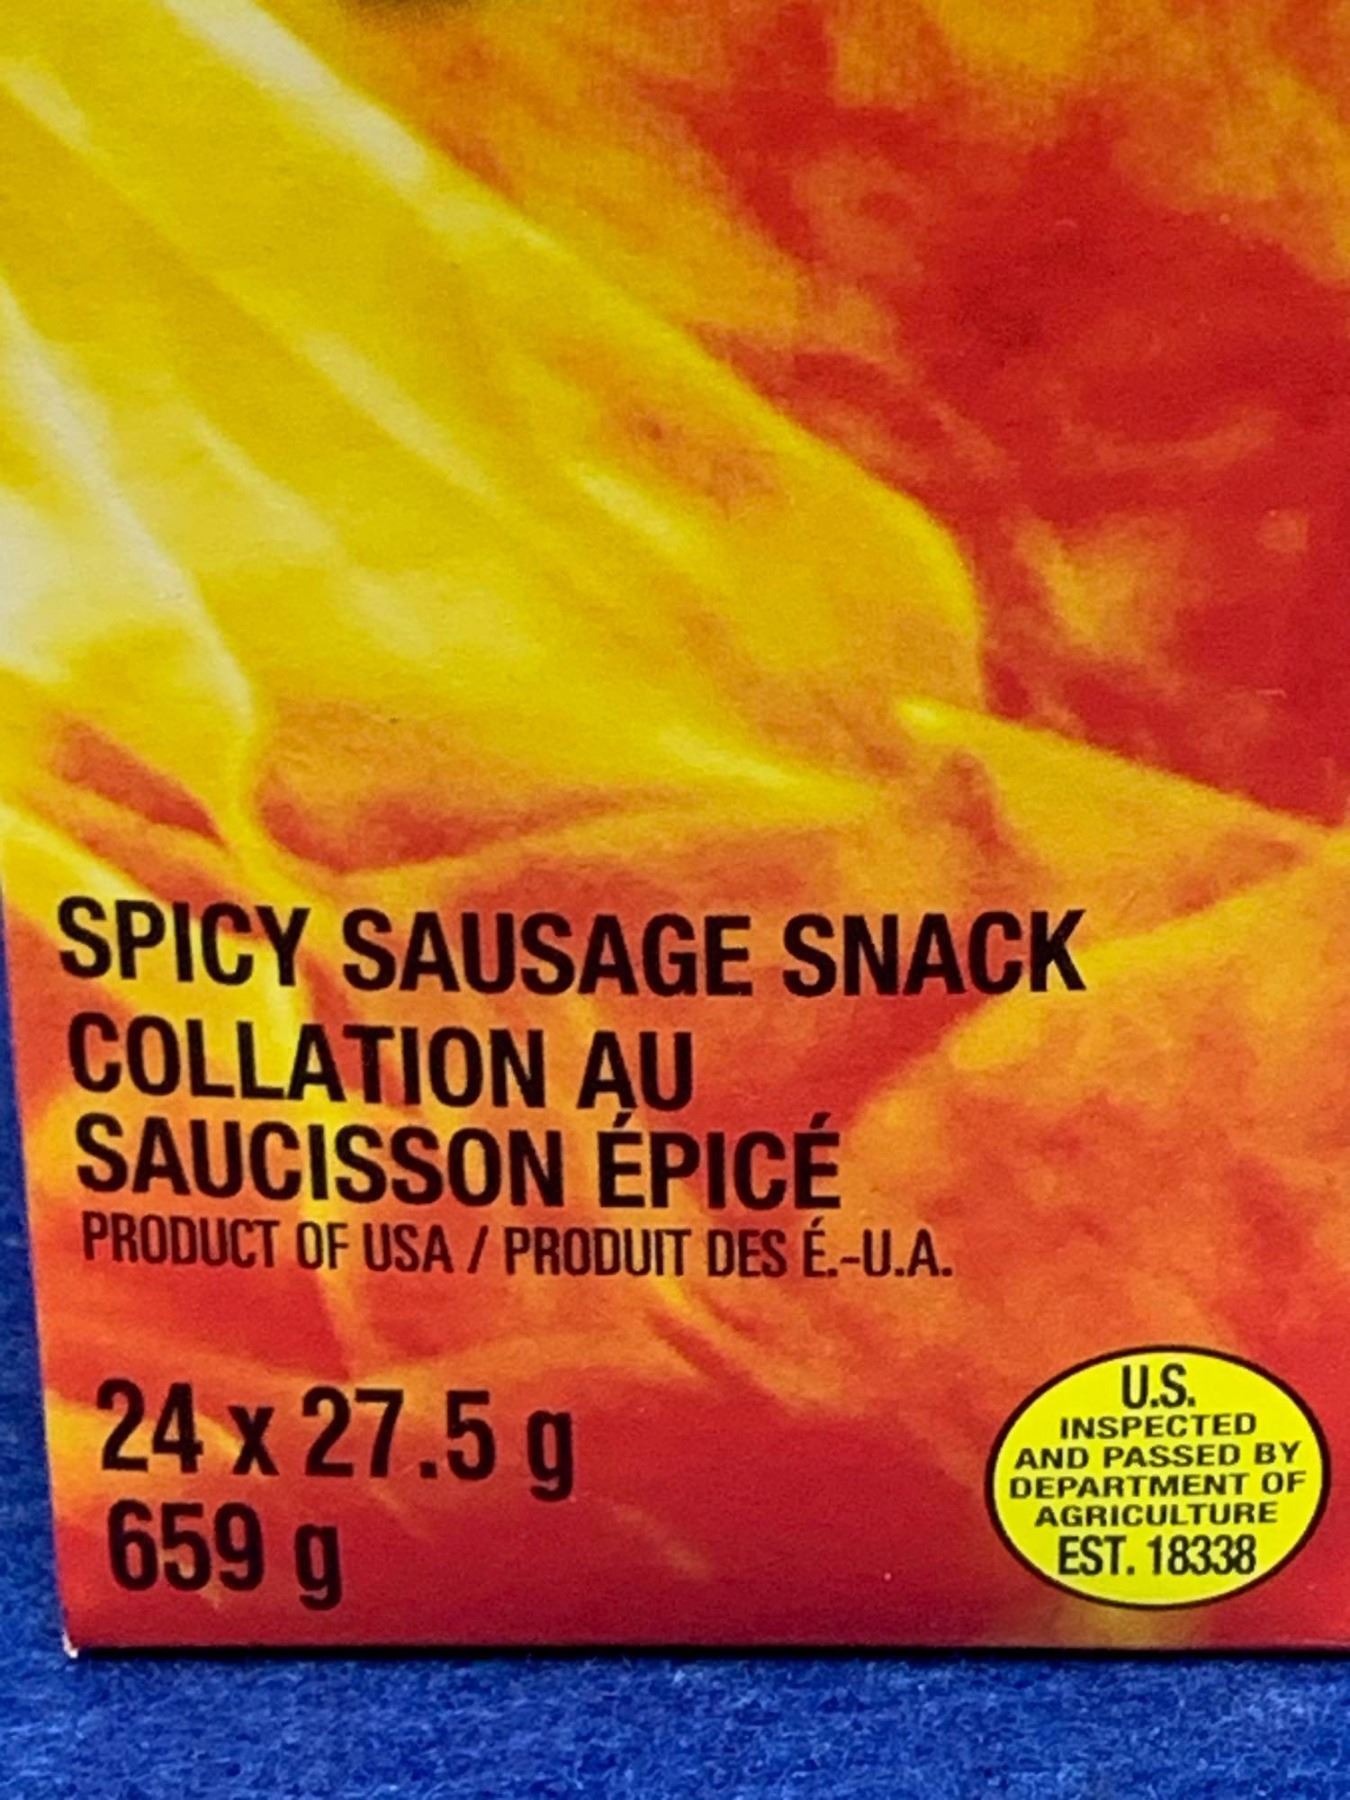 SPICY SAUSAGE SNACK
COLLATION AU
SAUCISSON ÉPICÉ
PRODUCT OF USA / PRODUIT DES É.-U.A.
24 x 27.5 g
659 g
U.S.
INSPECTED
AND PASSED BY
DEPARTMENT OF
AGRICULTURE
EST. 18338